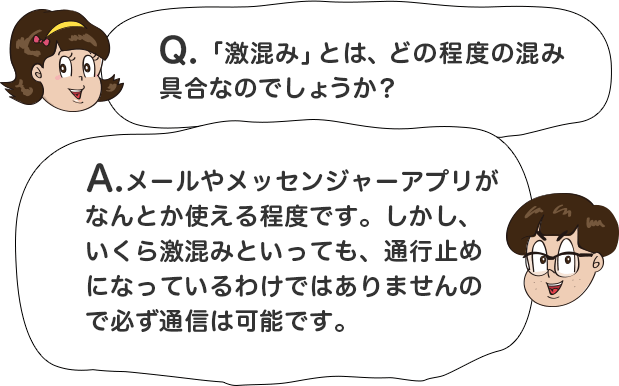 Q.「激混み」とは、どの程度の混み
具合なのでしょうか？
A.メールやメッセンジャーアプリが
なんとか使える程度です。しかし、
いくら激混みといっても、通行止め
になっているわけではありませんの
で必ず通信は可能です。